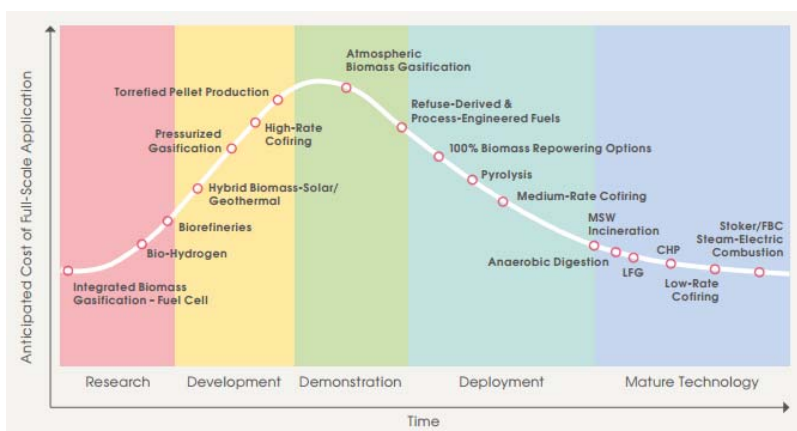 Anticipated Cost of Full-Scale Application
Atmospheric
Biomass Gasification
Torrefied Pellet Production
Refuse-Derived &
Process-Engineered Fuels
Pressurized
Gasification
High-Rate
Cofiring
100% Biomass Repowering Options
Pyrolysis
Hybrid Biomass-Solar/
Geothermal
Medium-Rate Cofiring
Biorefineries
MSW
Incineration
Stoker/FBC
Steam-Electric
Combustion
Bio-Hydrogen
Anaerobic Digestion
LFG
CHP
Low-Rate
Cofiring
Integrated Biomass
Gasification – Fuel Cell
Research
Development
Demonstration
Deployment
Mature Technology
Time